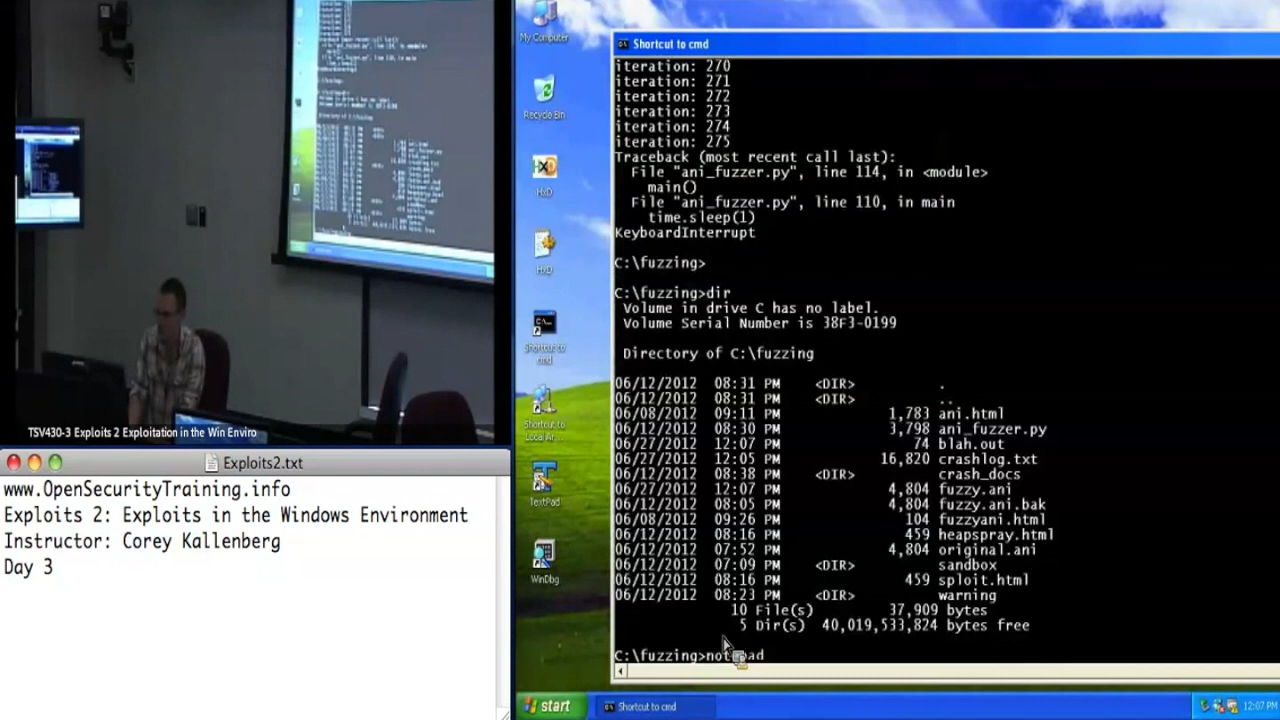 TSV430-3 Exploits 2 Exploitation in the Win Enviro
Exploits2.txt
www.OpenSecurityTraining.info
Exploits 2: Exploits in the Windows Environment
Instructor: Corey Kallenberg
Day 3
My Computer
Recycle Bin
HxD
HxD
Shortcut to
cmd
Shortcut to
Local Ar...
TextPad
WinDbg
Shortcut to cmd
iteration: 270
iteration: 271
iteration: 272
iteration: 273
iteration: 274
iteration: 275
Traceback (most recent call last):
File "ani_fuzzer.py", line 114, in <module>
main()
File "ani_fuzzer.py", line 110, in main
time.sleep(1)
KeyboardInterrupt
C:\fuzzing>
C:\fuzzing>dir
Volume in drive C has no label.
Volume Serial Number is 38F3-0199
Directory of C:\fuzzing
06/12/2012 08:31 PM <DIR> .
06/12/2012 08:31 PM <DIR> ..
06/08/2012 09:11 PM 1,783 ani.html
06/12/2012 08:30 PM 3,798 ani_fuzzer.py
06/27/2012 12:07 PM 74 blah.out
06/27/2012 12:05 PM 16,820 crashlog.txt
06/12/2012 08:38 PM <DIR> crash_docs
06/27/2012 12:07 PM 4,804 fuzzy.ani
06/12/2012 08:05 PM 4,804 fuzzy.ani.bak
06/08/2012 09:26 PM 104 fuzzyani.html
06/12/2012 08:16 PM 459 heapspray.html
06/12/2012 07:52 PM 4,804 original.ani
06/12/2012 07:09 PM <DIR> sandbox
06/12/2012 08:16 PM 459 sploit.html
06/12/2012 08:23 PM <DIR> warning
10 File(s) 37,909 bytes
5 Dir(s) 40,019,533,824 bytes free
C:\fuzzing>notepad
start
Shortcut to cmd
12:07 PM